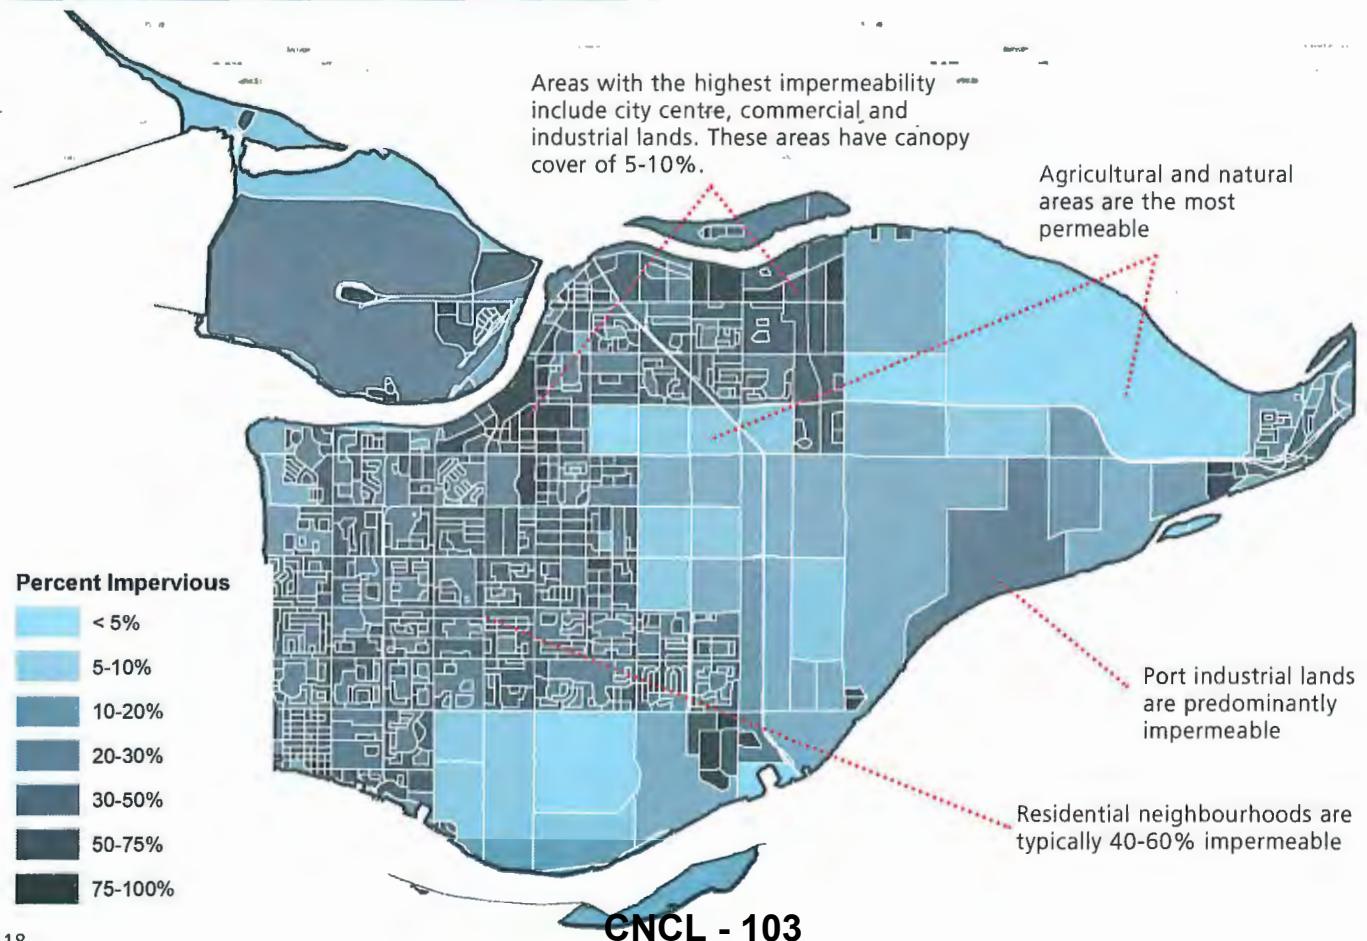 Areas with the highest impermeability
include city centre, commercial and
industrial lands. These areas have canopy
cover of 5-10%.
Agricultural and natural
areas are the most
permeable
Percent Impervious
< 5%
5-10%
10-20%
20-30%
30-50%
50-75%
75-100%
Port industrial lands
are predominantly
impermeable
Residential neighbourhoods are
typically 40-60% impermeable
18
CNCL - 103